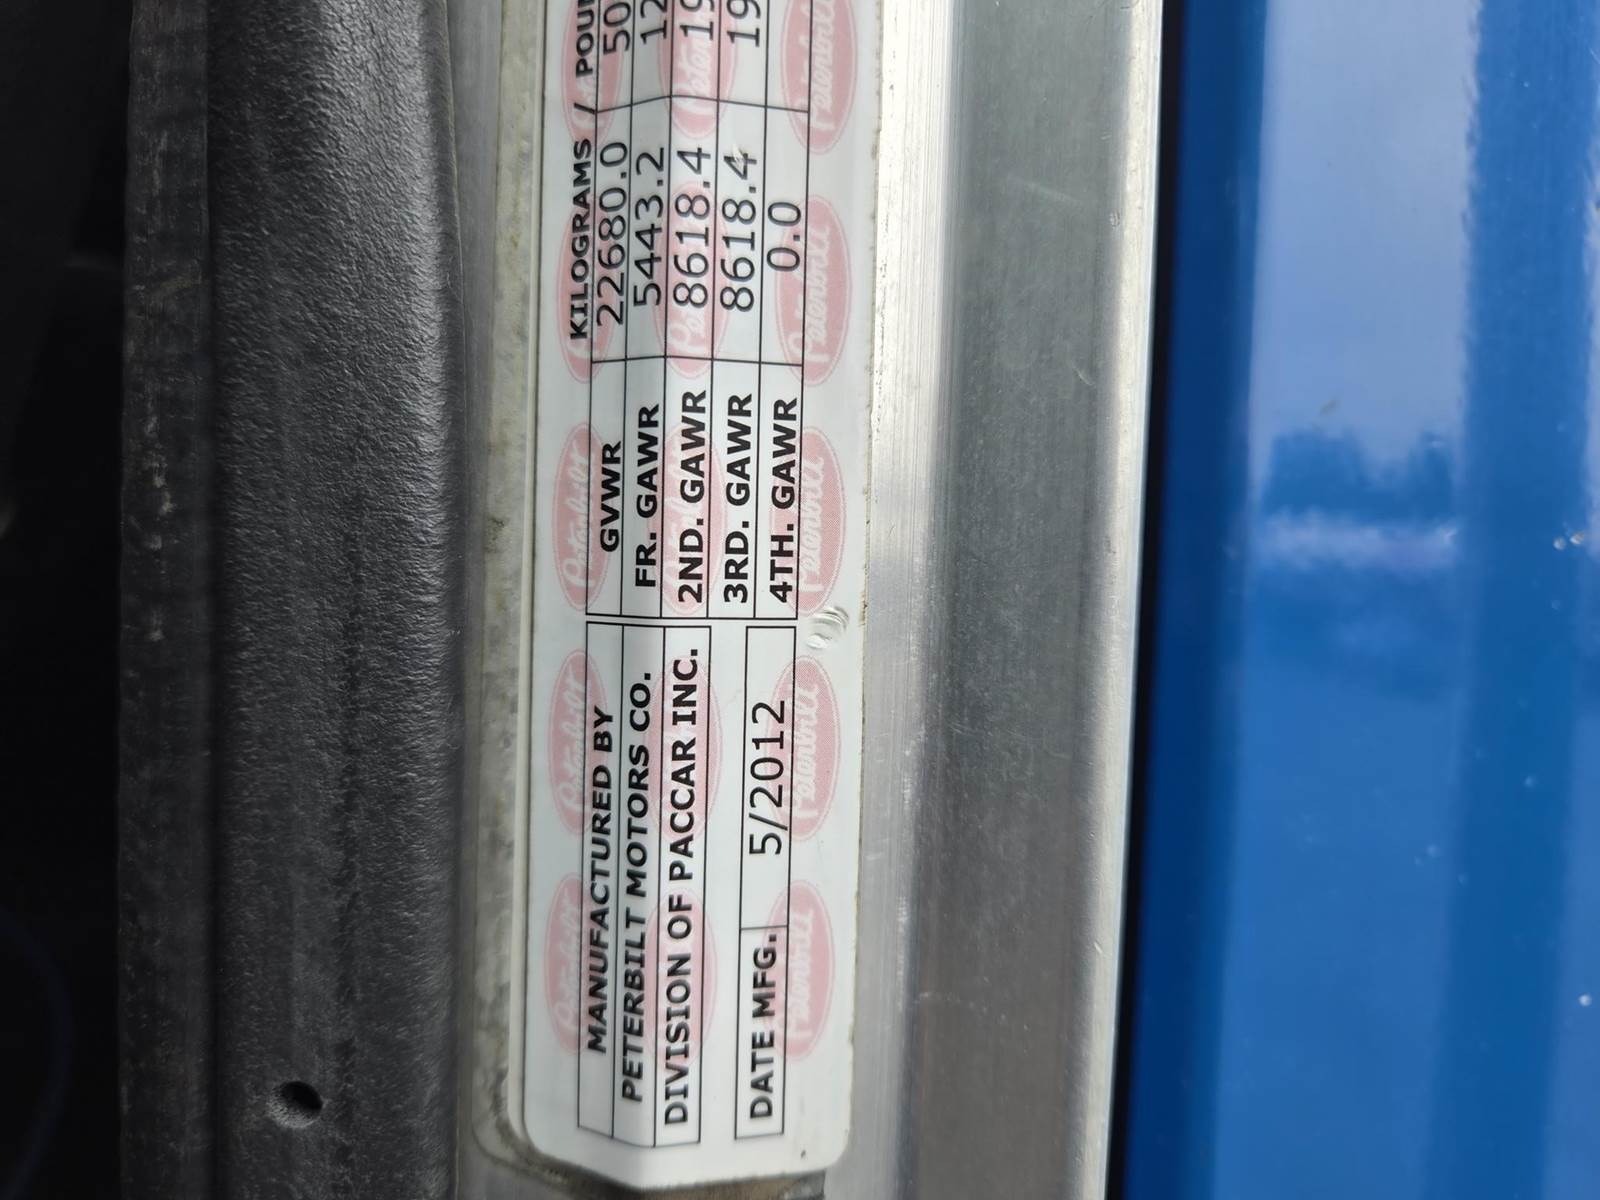 MANUFACTURED BY
PETERBILT MOTORS CO.
DIVISION OF PACCAR INC.
DATE MFG. 5/2012
KILOGRAMS /
GVWR 22680.0
FR. GAWR 5443.2
2ND. GAWR 8618.4
3RD. GAWR 8618.4
4TH. GAWR 0.0
Peterbilt